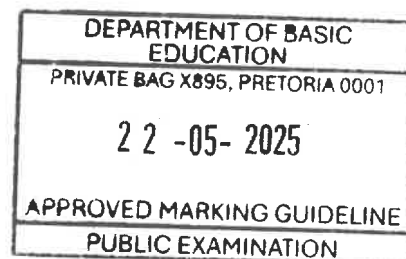 DEPARTMENT OF BASIC
EDUCATION
PRIVATE BAG X895, PRETORIA 0001
22 -05- 2025
APPROVED MARKING GUIDELINE
PUBLIC EXAMINATION